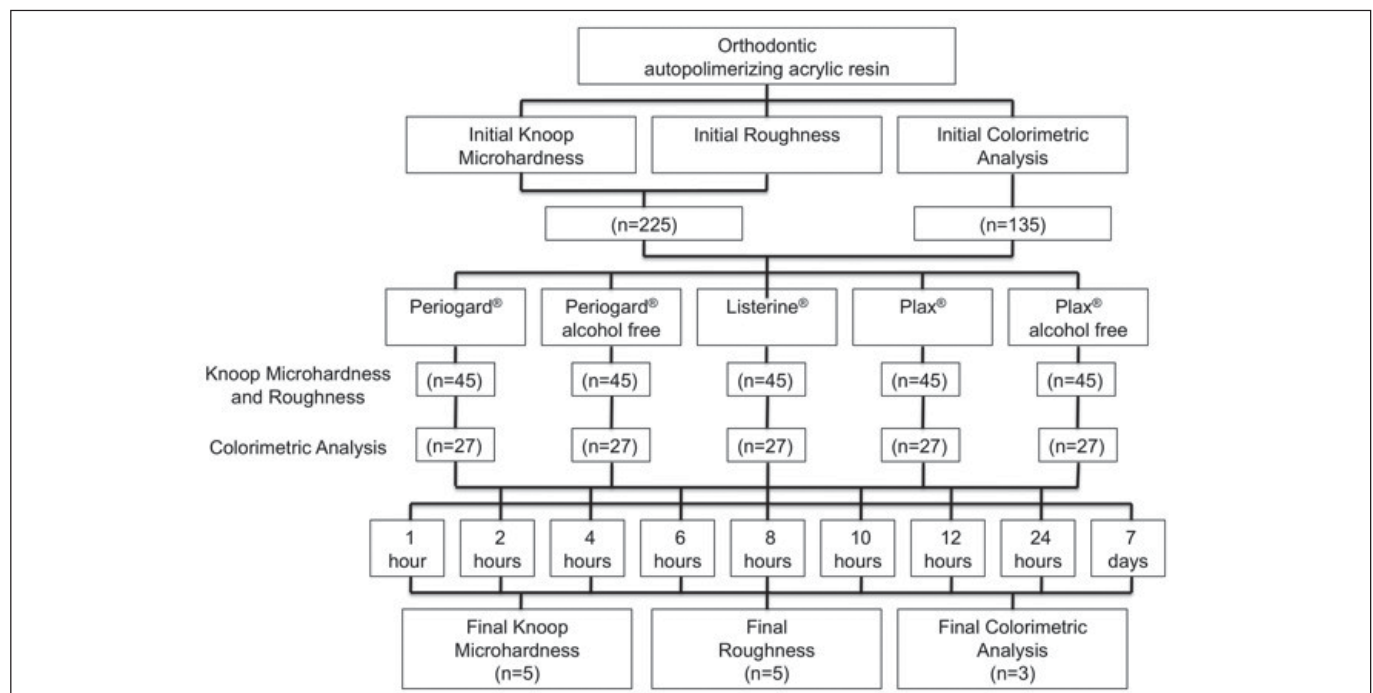 Orthodontic
autopolimerizing acrylic resin
Initial Knoop
Microhardness
Initial Roughness
Initial Colorimetric
Analysis
(n=225)
(n=135)
Periogard®
Periogard®
alcohol free
Listerine®
Plax®
Plax®
alcohol free
Knoop Microhardness
and Roughness
(n=45)
(n=45)
(n=45)
(n=45)
(n=45)
Colorimetric Analysis
(n=27)
(n=27)
(n=27)
(n=27)
(n=27)
1
hour
2
hours
4
hours
6
hours
8
hours
10
hours
12
hours
24
hours
7
days
Final Knoop
Microhardness
(n=5)
Final
Roughness
(n=5)
Final Colorimetric
Analysis
(n=3)